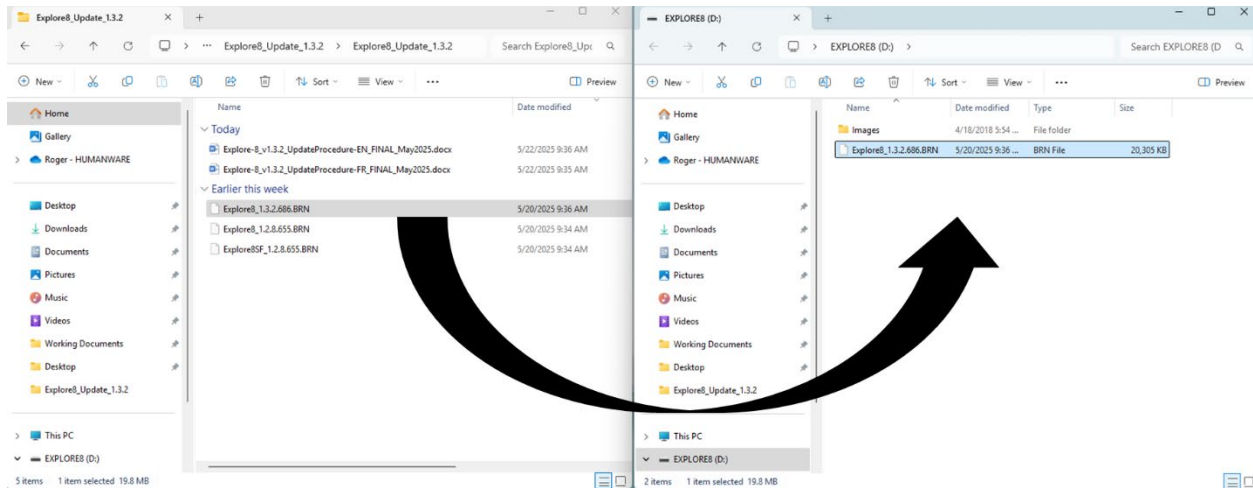 Explore8_Update_1.3.2
Explore8_Update_1.3.2 > Explore8_Update_1.3.2
Search Explore8_Upd
New
Sort
View
Preview
Home
Gallery
Roger - HUMANWARE
Desktop
Downloads
Documents
Pictures
Music
Videos
Working Documents
Desktop
Explore8_Update_1.3.2
This PC
EXPLORE8 (D:)
Name Date modified
Today
Explore-8_v1.3.2_UpdateProcedure-EN_FINAL_May2025.docx 5/22/2025 9:36 AM
Explore-8_v1.3.2_UpdateProcedure-FR_FINAL_May2025.docx 5/22/2025 9:35 AM
Earlier this week
Explore8_1.3.2.686.BRN 5/20/2025 9:36 AM
Explore8_1.2.8.655.BRN 5/20/2025 9:34 AM
Explore8SF_1.2.8.655.BRN 5/20/2025 9:34 AM
5 items 1 item selected 19.8 MB
EXPLORE8 (D:)
EXPLORE8 (D:) >
Search EXPLORE8 (D
New
Sort
View
Preview
Home
Gallery
Roger - HUMANWARE
Desktop
Downloads
Documents
Pictures
Music
Videos
Working Documents
Desktop
Explore8_Update_1.3.2
This PC
EXPLORE8 (D:)
Name Date modified Type Size
Images 4/18/2018 5:54 ... File folder
Explore8_1.3.2.686.BRN 5/20/2025 9:36 ... BRN File 20,305 KB
2 items 1 item selected 19.8 MB